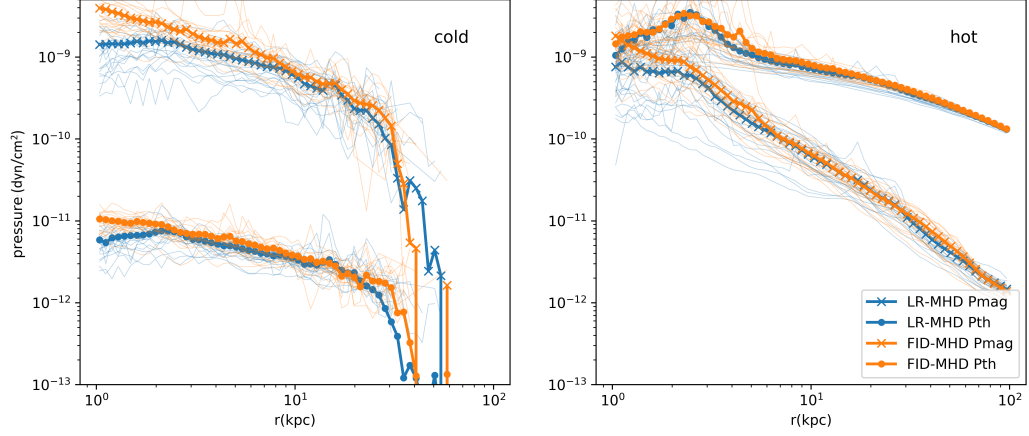 cold
hot
pressure (dyn/cm²)
10⁻⁹
10⁻¹⁰
10⁻¹¹
10⁻¹²
10⁻¹³
10⁰
10¹
10²
r(kpc)
10⁻⁹
10⁻¹⁰
10⁻¹¹
10⁻¹²
10⁻¹³
10⁰
10¹
10²
r(kpc)
LR-MHD Pmag
LR-MHD Pth
FID-MHD Pmag
FID-MHD Pth